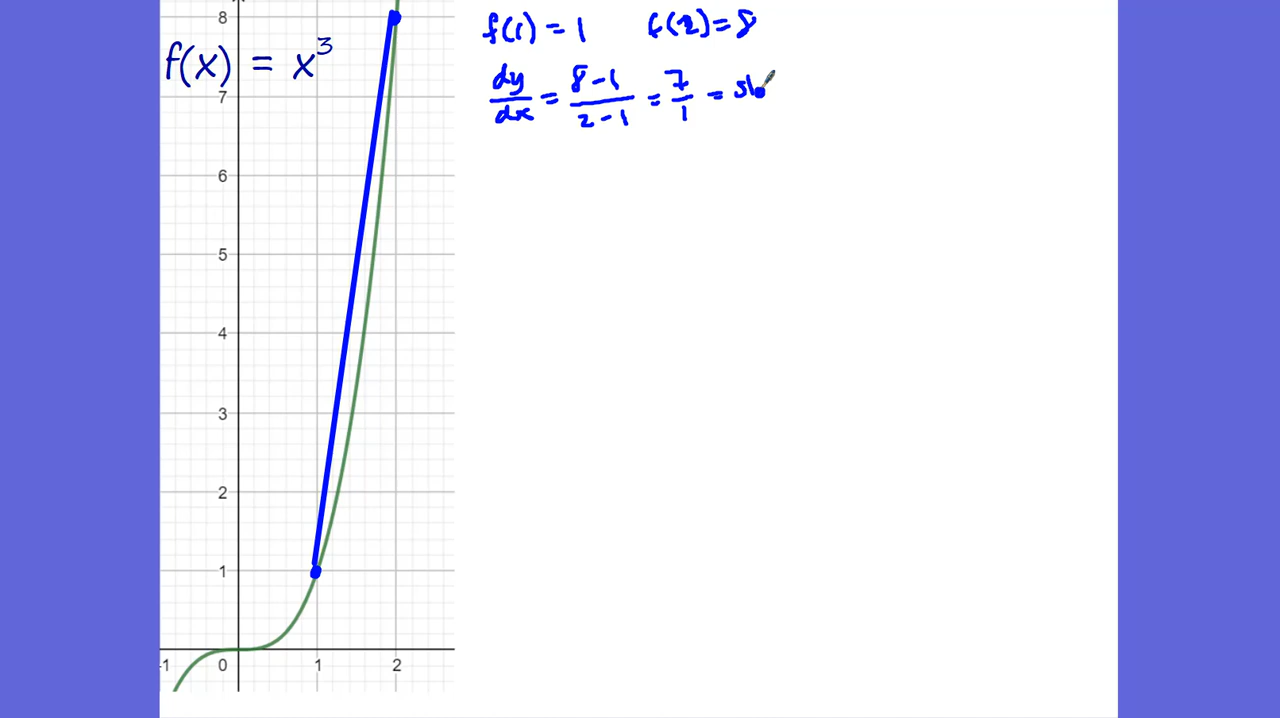 8
f(x) = x³
7
6
5
4
3
2
1
-1 0 1 2
f(1) = 1 f(2) = 8
dy/dx = 8-1/2-1 = 7/1 = slo